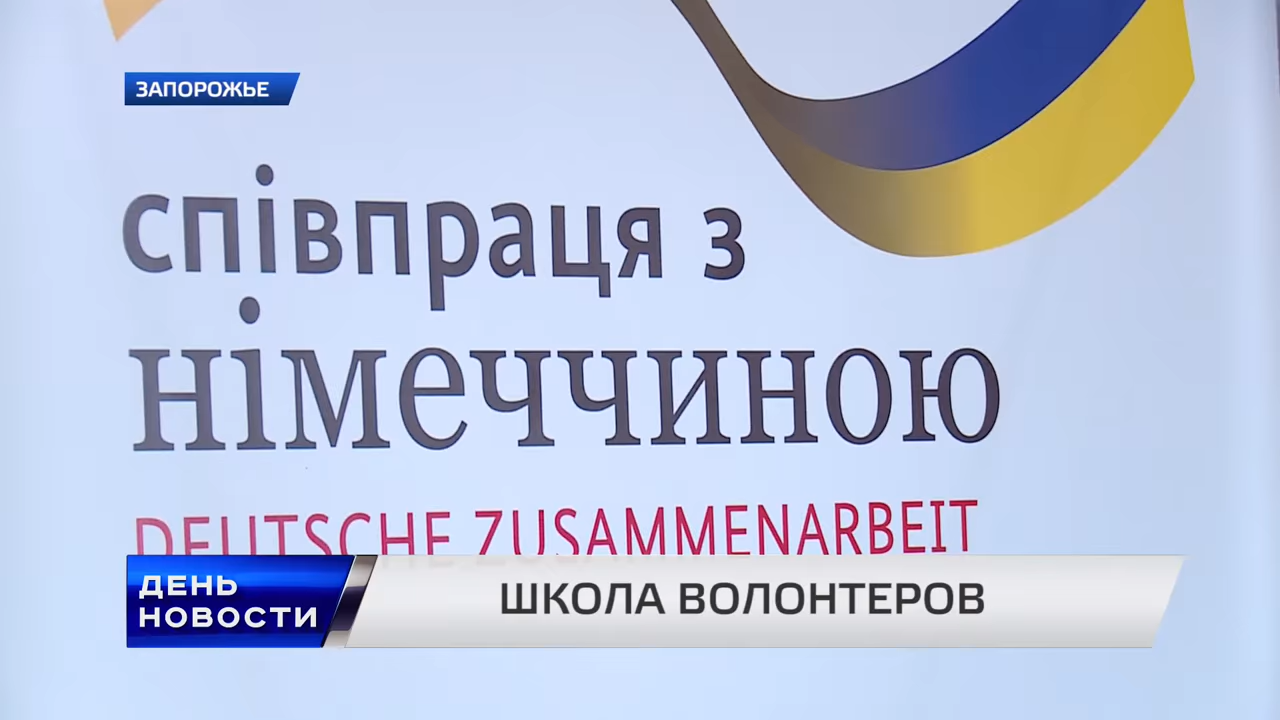 ЗАПОРОЖЬЕ
співпраця з
німеччиною
DEUTSCHE ZUSAMMENARBEIT
ДЕНЬ
НОВОСТИ
ШКОЛА ВОЛОНТЕРОВ